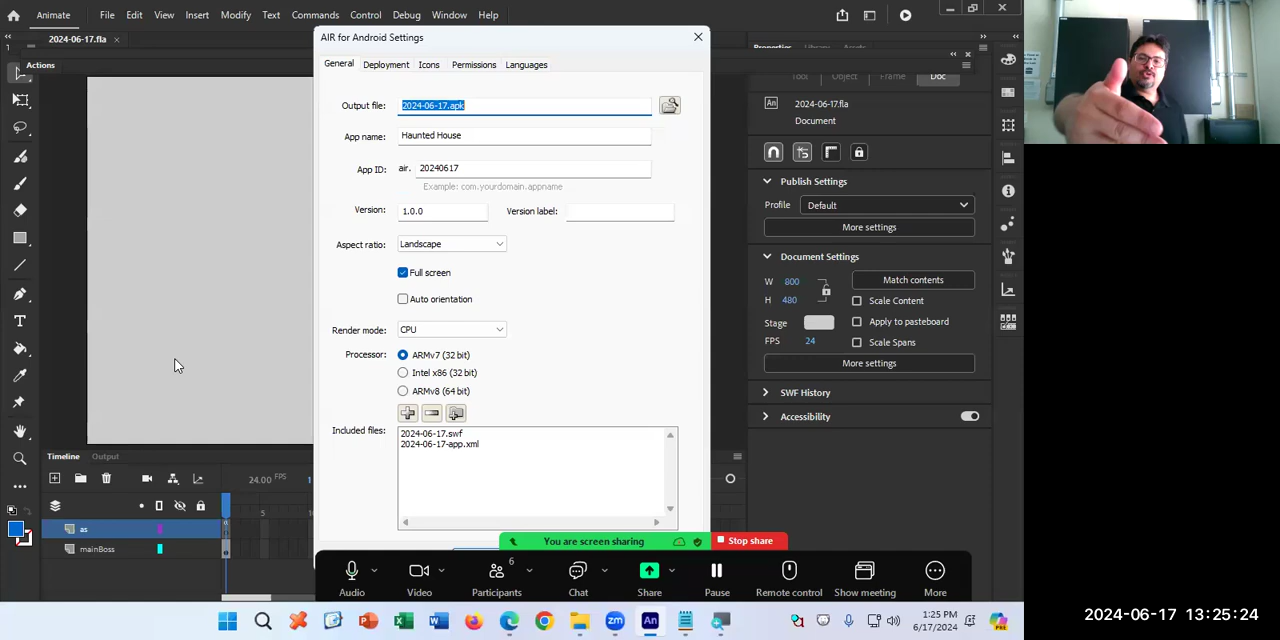 Animate
File Edit View Insert Modify Text Commands Control Debug Window Help
2024-06-17.fla
Actions
AIR for Android Settings
General Deployment Icons Permissions Languages
Output file: 2024-06-17.apk
App name: Haunted House
App ID: air. 20240617
Example: com.yourdomain.appname
Version: 1.0.0 Version label:
Aspect ratio: Landscape
Full screen
Auto orientation
Render mode: CPU
Processor: ARMv7 (32 bit)
Intel x86 (32 bit)
ARMv8 (64 bit)
Included files: 2024-06-17.swf
2024-06-17-app.xml
Properties Library Assets
Tool Object Frame Doc
An 2024-06-17.fla
Document
Publish Settings
Profile Default
More settings
Document Settings
W 800 Match contents
H 480 Scale Content
Stage Apply to pasteboard
FPS 24 Scale Spans
More settings
SWF History
Accessibility
Timeline Output
24.00 FPS 1
5 10
as
mainBoss
You are screen sharing Stop share
6
Audio Video Participants Chat Share Pause Remote control Show meeting More
1:25 PM
6/17/2024
2024-06-17 13:25:24